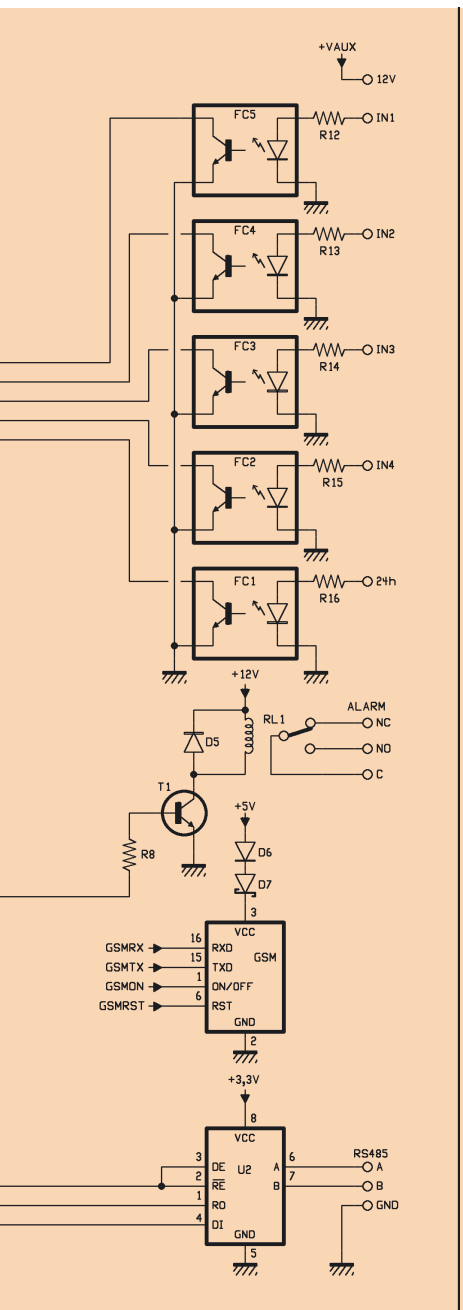 +VAUX
12V
FC5
IN1
R12
FC4
IN2
R13
FC3
IN3
R14
FC2
IN4
R15
FC1
24h
R16
+12V
RL1
ALARM
NC
D5
NO
C
T1
+5V
R8
D6
D7
3
VCC
GSMRX 16 RXD
GSM
GSMTX 15 TXD
GSMON 1 ON/OFF
GSMRST 6 RST
GND
2
+3,3V
8
VCC
RS485
3 DE A 6 A
U2
2 RE B 7 B
1 RO GND
4 DI
GND
5